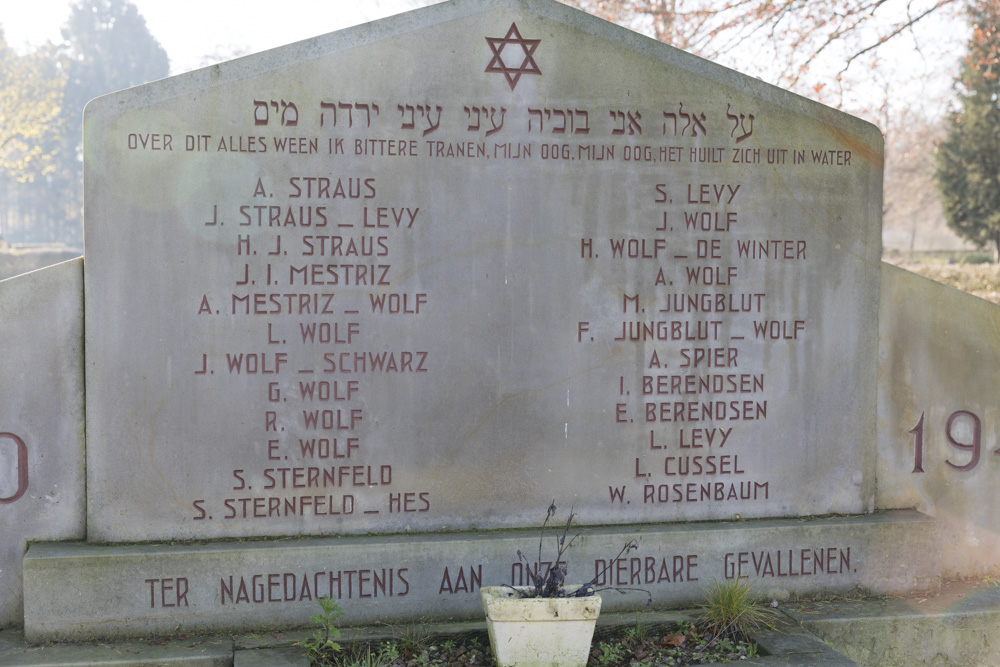 על אלה אני בוכיה עיני עיני ירדה מים
OVER DIT ALLES WEEN IK BITTERE TRANEN, MIJN OOG, MIJN OOG, HET HUILT ZICH UIT IN WATER
A. STRAUS
J. STRAUS _ LEVY
H. J. STRAUS
J. I. MESTRIZ
A. MESTRIZ _ WOLF
L. WOLF
J. WOLF _ SCHWARZ
G. WOLF
R. WOLF
E. WOLF
S. STERNFELD
S. STERNFELD _ HES
S. LEVY
J. WOLF
H. WOLF _ DE WINTER
A. WOLF
M. JUNGBLUT
F. JUNGBLUT _ WOLF
A. SPIER
I. BERENDSEN
E. BERENDSEN
L. LEVY
L. CUSSEL
W. ROSENBAUM
0
19
TER NAGEDACHTENIS AAN ONZE DIERBARE GEVALLENEN.